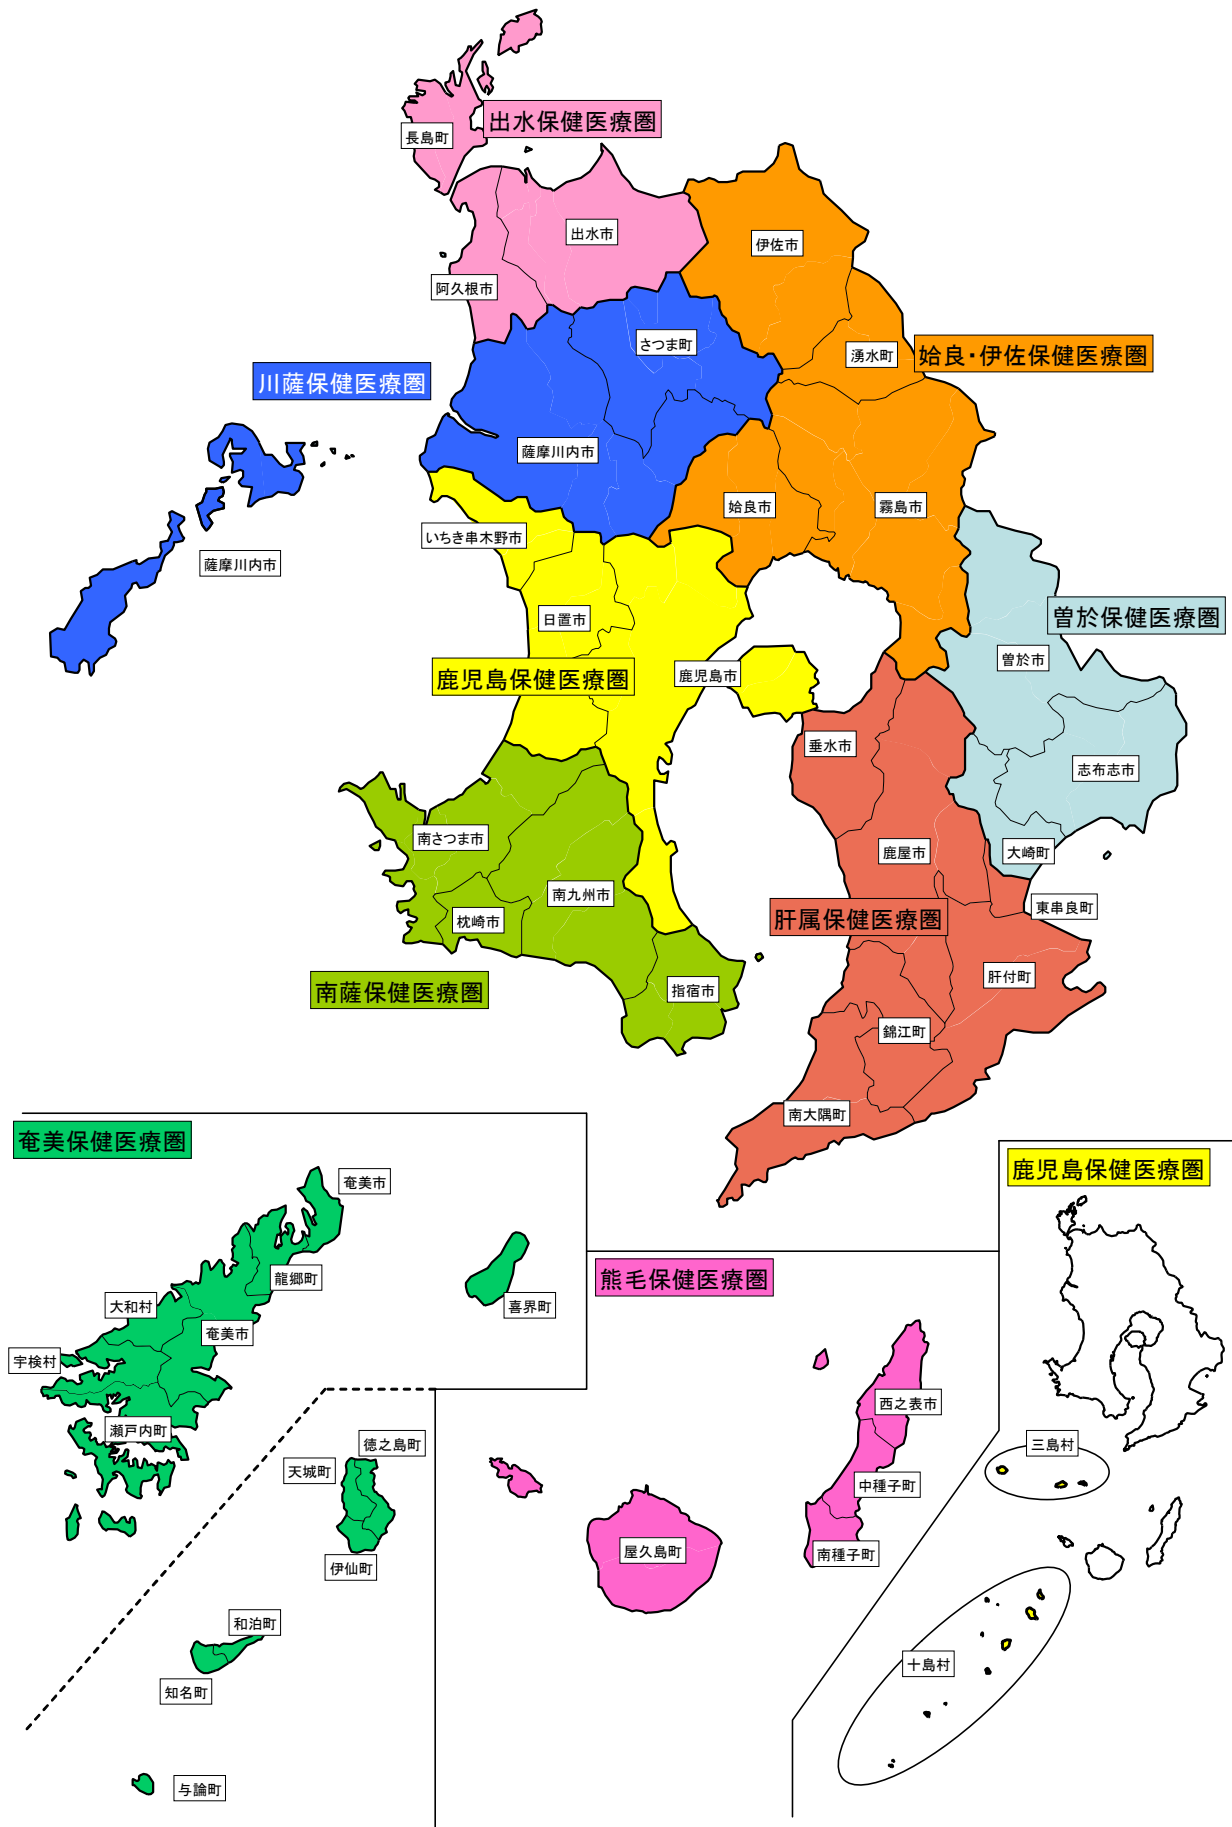 出水保健医療圏
長島町
出水市
伊佐市
阿久根市
さつま町
湧水町
始良・伊佐保健医療圏
川薩保健医療圏
薩摩川内市
始良市
霧島市
いちき串木野市
薩摩川内市
曽於保健医療圏
日置市
曽於市
鹿児島保健医療圏
鹿児島市
垂水市
志布志市
南さつま市
鹿屋市
大崎町
南九州市
東串良町
枕崎市
肝属保健医療圏
肝付町
南薩保健医療圏
指宿市
錦江町
南大隅町
奄美保健医療圏
鹿児島保健医療圏
奄美市
龍郷町
熊毛保健医療圏
大和村
喜界町
奄美市
宇検村
西之表市
瀬戸内町
徳之島町
三島村
天城町
中種子町
屋久島町
南種子町
伊仙町
和泊町
十島村
知名町
与論町